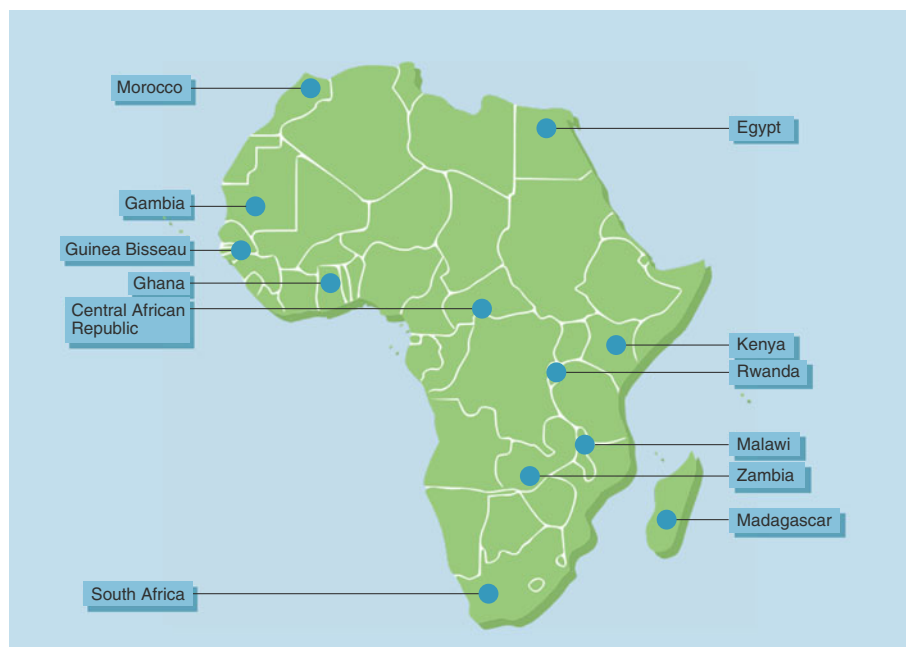 Morocco
Egypt
Gambia
Guinea Bisseau
Ghana
Central African
Republic
Kenya
Rwanda
Malawi
Zambia
Madagascar
South Africa